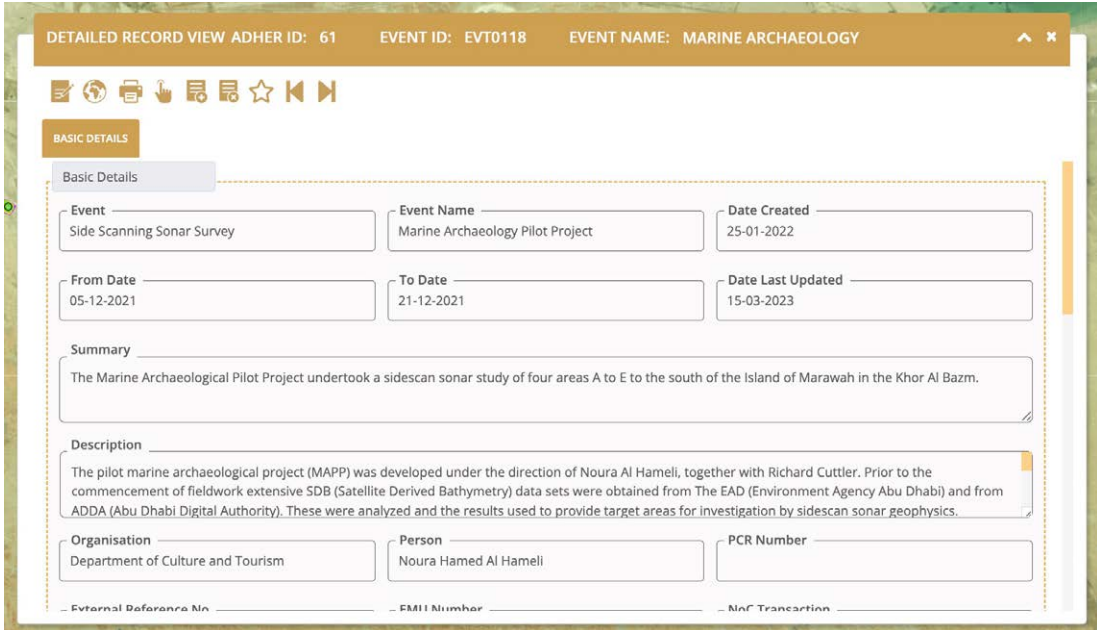 DETAILED RECORD VIEW ADHER ID: 61 EVENT ID: EVT0118 EVENT NAME: MARINE ARCHAEOLOGY
BASIC DETAILS
Basic Details
Event
Side Scanning Sonar Survey
Event Name
Marine Archaeology Pilot Project
Date Created
25-01-2022
From Date
05-12-2021
To Date
21-12-2021
Date Last Updated
15-03-2023
Summary
The Marine Archaeological Pilot Project undertook a sidescan sonar study of four areas A to E to the south of the Island of Marawah in the Khor Al Bazm.
Description
The pilot marine archaeological project (MAPP) was developed under the direction of Noura Al Hameli, together with Richard Cuttler. Prior to the
commencement of fieldwork extensive SDB (Satellite Derived Bathymetry) data sets were obtained from The EAD (Environment Agency Abu Dhabi) and from
ADDA (Abu Dhabi Digital Authority). These were analyzed and the results used to provide target areas for investigation by sidescan sonar geophysics.
Organisation
Department of Culture and Tourism
Person
Noura Hamed Al Hameli
PCR Number
External Reference No
EMU Number
NoC Transaction